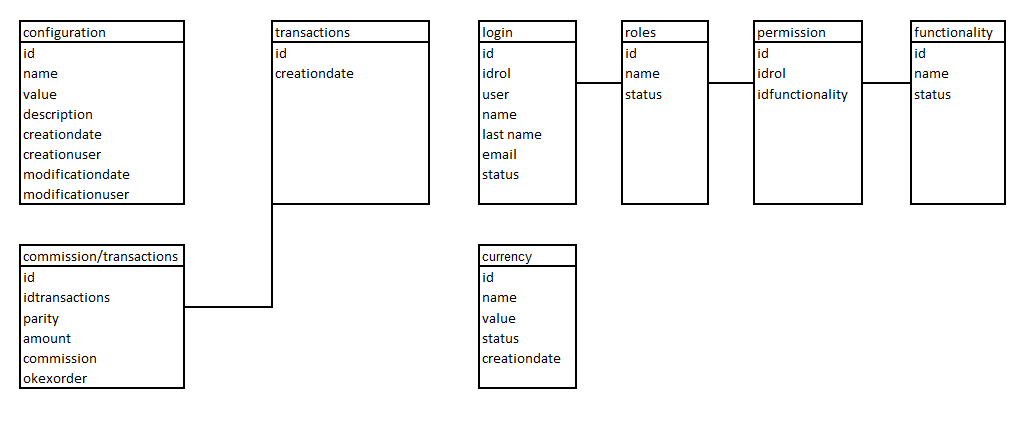 configuration
id
name
value
description
creationdate
creationuser
modificationdate
modificationuser
transactions
id
creationdate
login
id
idrol
user
name
last name
email
status
roles
id
name
status
permission
id
idrol
idfunctionality
functionality
id
name
status
commission/transactions
id
idtransactions
parity
amount
commission
okexorder
currency
id
name
value
status
creationdate